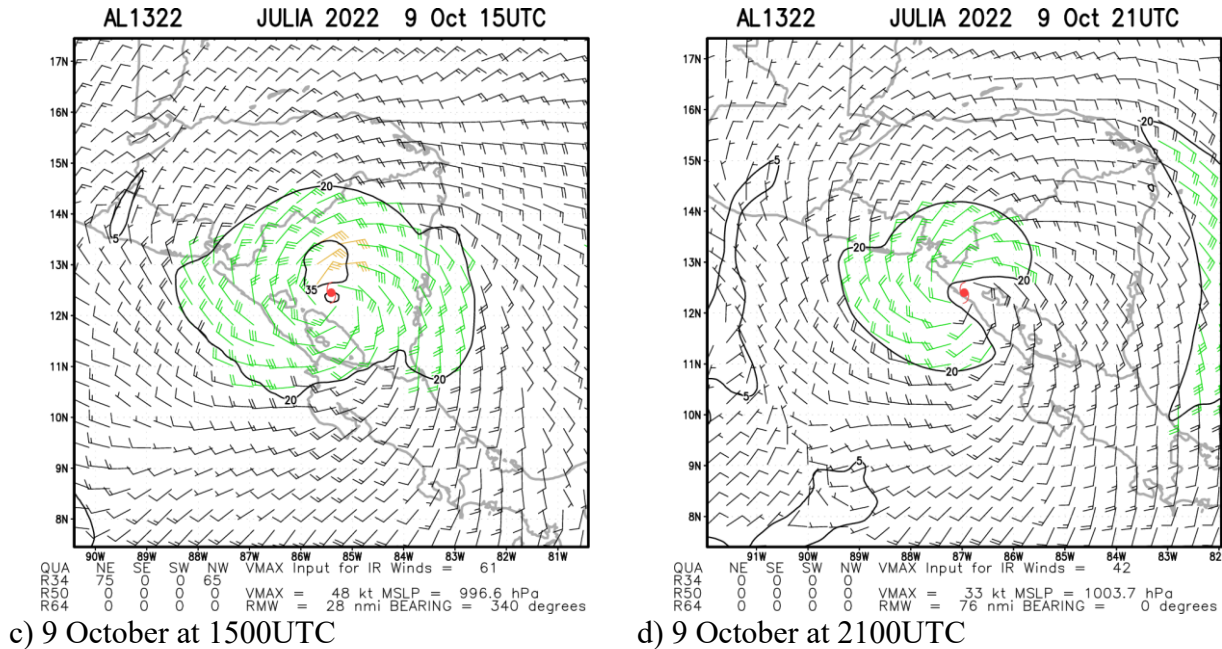 AL1322 JULIA 2022 9 Oct 15UTC
17N
16N
15N
14N
13N
12N
11N
10N
9N
8N
20
5
35
20
20
90W 89W 88W 87W 86W 85W 84W 83W 82W 81W
QUA NE SE SW NW VMAX Input for IR Winds = 61
R34 75 0 0 65
R50 0 0 0 0 VMAX = 48 kt MSLP = 996.6 hPa
R64 0 0 0 0 RMW = 28 nmi BEARING = 340 degrees
c) 9 October at 1500UTC
AL1322 JULIA 2022 9 Oct 21UTC
17N
16N
15N
14N
13N
12N
11N
10N
9N
8N
20
5
20
20
20
5
5
91W 90W 89W 88W 87W 86W 85W 84W 83W 82
QUA NE SE SW NW VMAX Input for IR Winds = 42
R34 0 0 0 0
R50 0 0 0 0 VMAX = 33 kt MSLP = 1003.7 hPa
R64 0 0 0 0 RMW = 76 nmi BEARING = 0 degrees
d) 9 October at 2100UTC